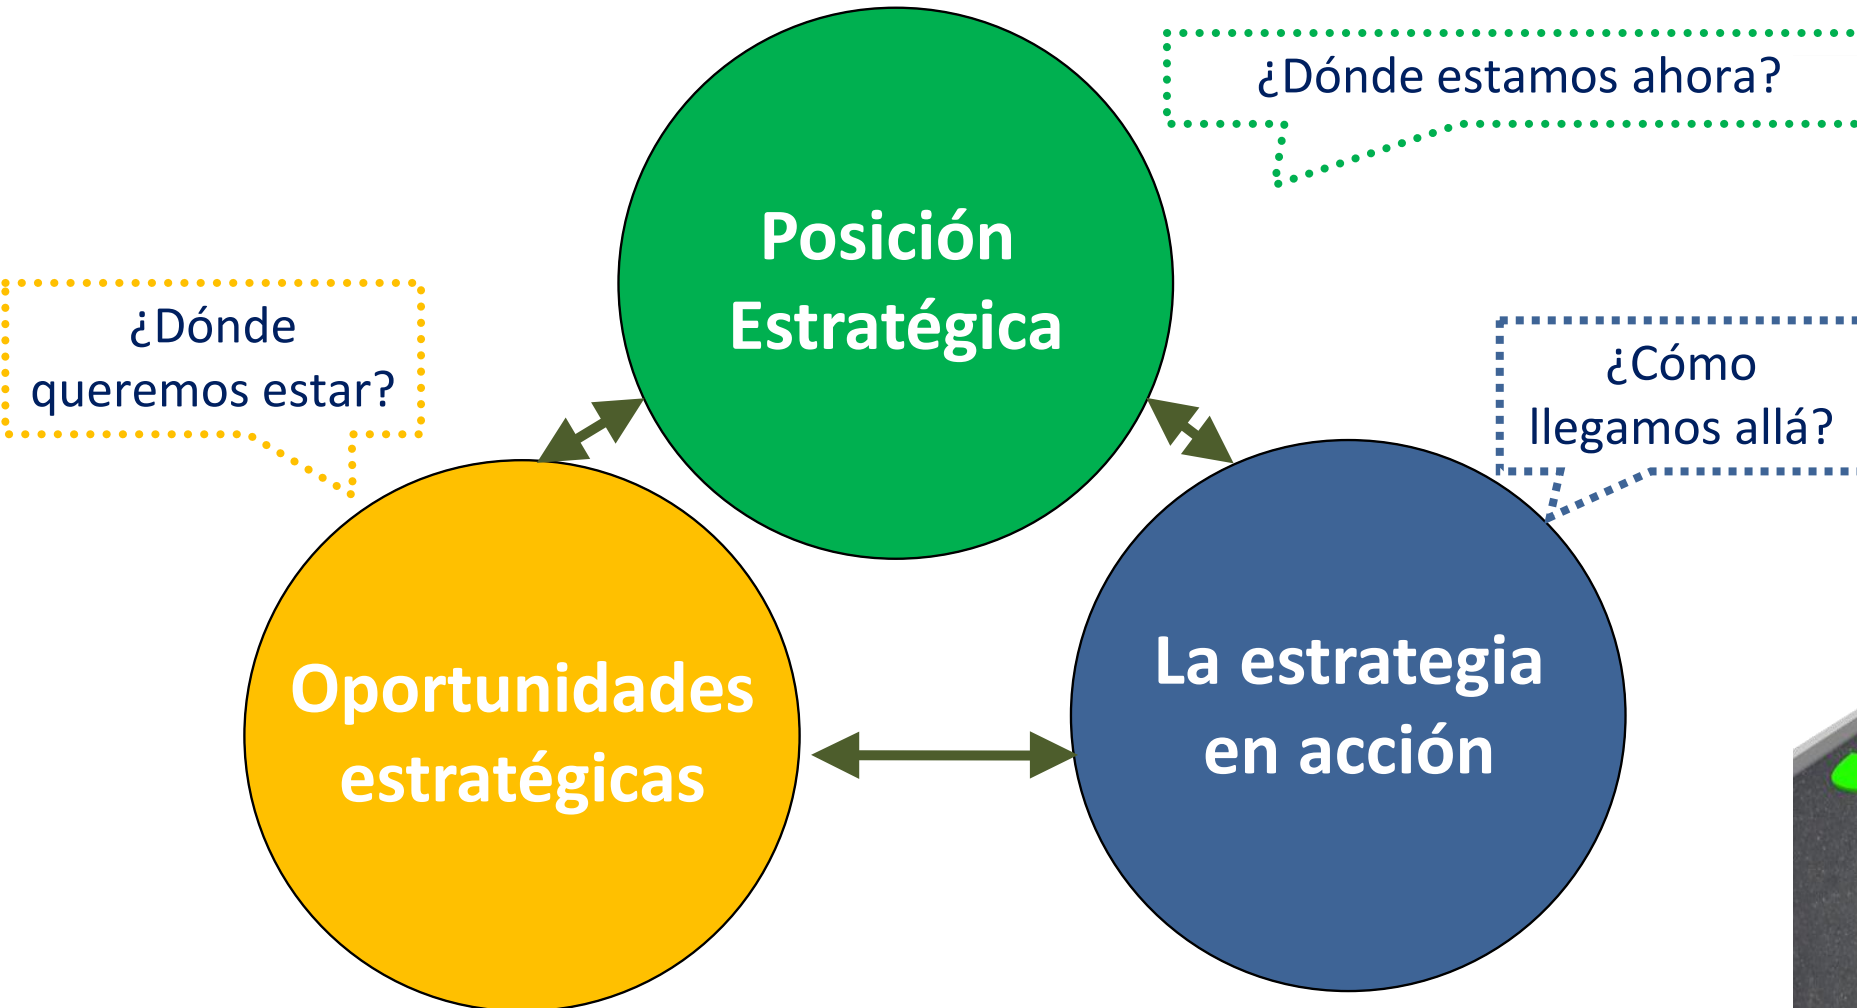 ¿Dónde estamos ahora?
Posición
Estratégica
¿Dónde
queremos estar?
¿Cómo
llegamos allá?
Oportunidades
estratégicas
La estrategia
en acción